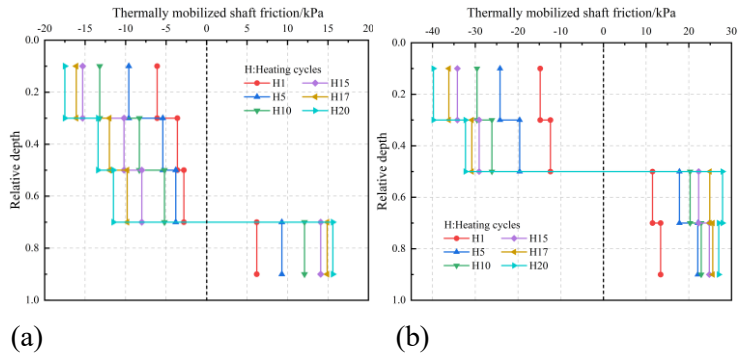 Thermally mobilized shaft friction/kPa
-20 -15 -10 -5 0 5 10 15 20
0.0
0.2
0.4
0.6
0.8
1.0
Relative depth
H:Heating cycles
H1 H15
H5 H17
H10 H20
(a)
Thermally mobilized shaft friction/kPa
-40 -30 -20 -10 0 10 20 30
0.0
0.2
0.4
0.6
0.8
1.0
Relative depth
H:Heating cycles
H1 H15
H5 H17
H10 H20
(b)